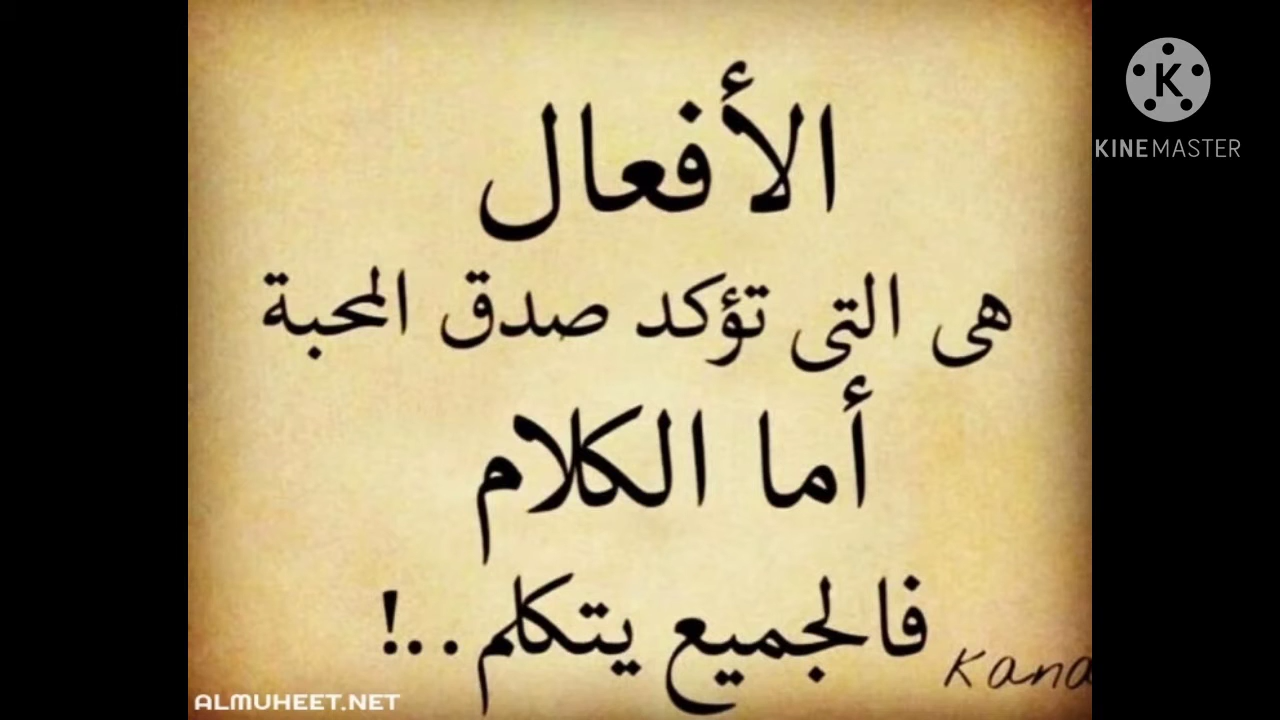 الأفعال
هى التى تؤكد صدق المحبة
أما الكلام
فالجميع يتكلم..!
Kana
ALMUHEET.NET
K
KINEMASTER